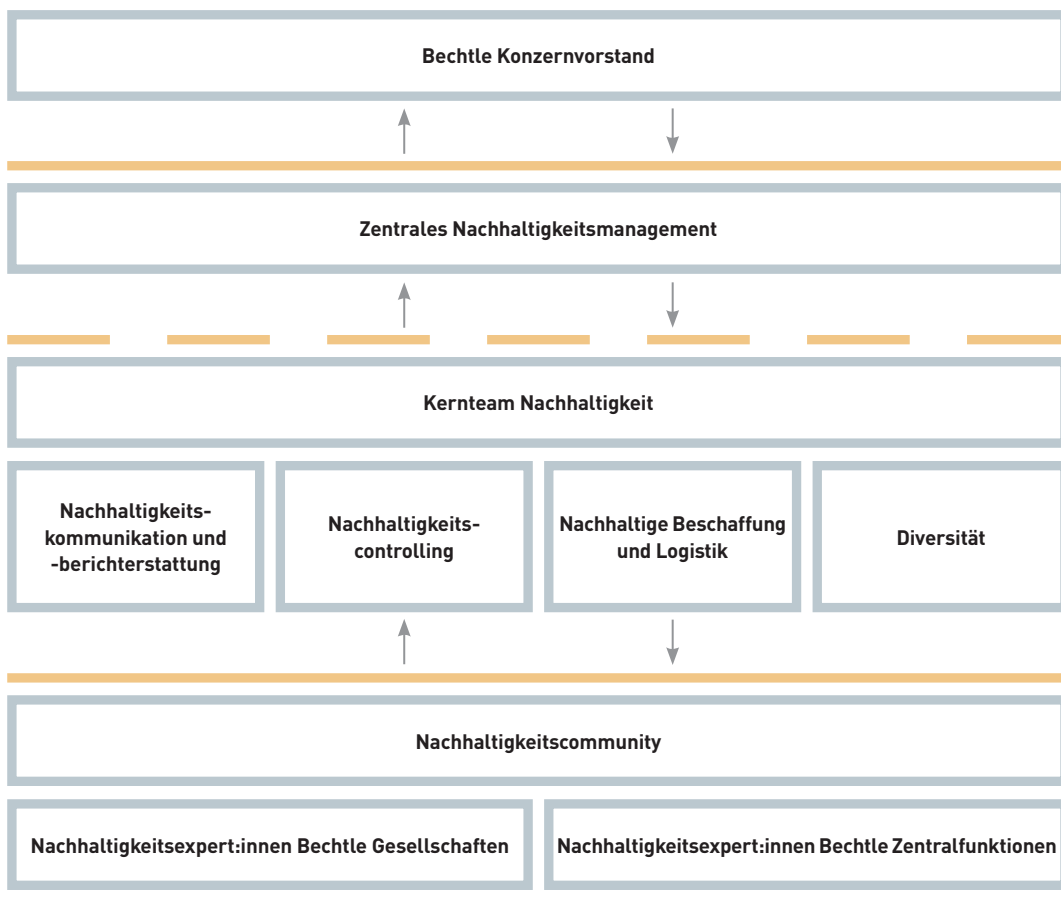 Bechtle Konzernvorstand
Zentrales Nachhaltigkeitsmanagement
Kernteam Nachhaltigkeit
Nachhaltigkeits-
kommunikation und
-berichterstattung
Nachhaltigkeits-
controlling
Nachhaltige Beschaffung
und Logistik
Diversität
Nachhaltigkeitscommunity
Nachhaltigkeitsexpert:innen Bechtle Gesellschaften
Nachhaltigkeitsexpert:innen Bechtle Zentralfunktionen